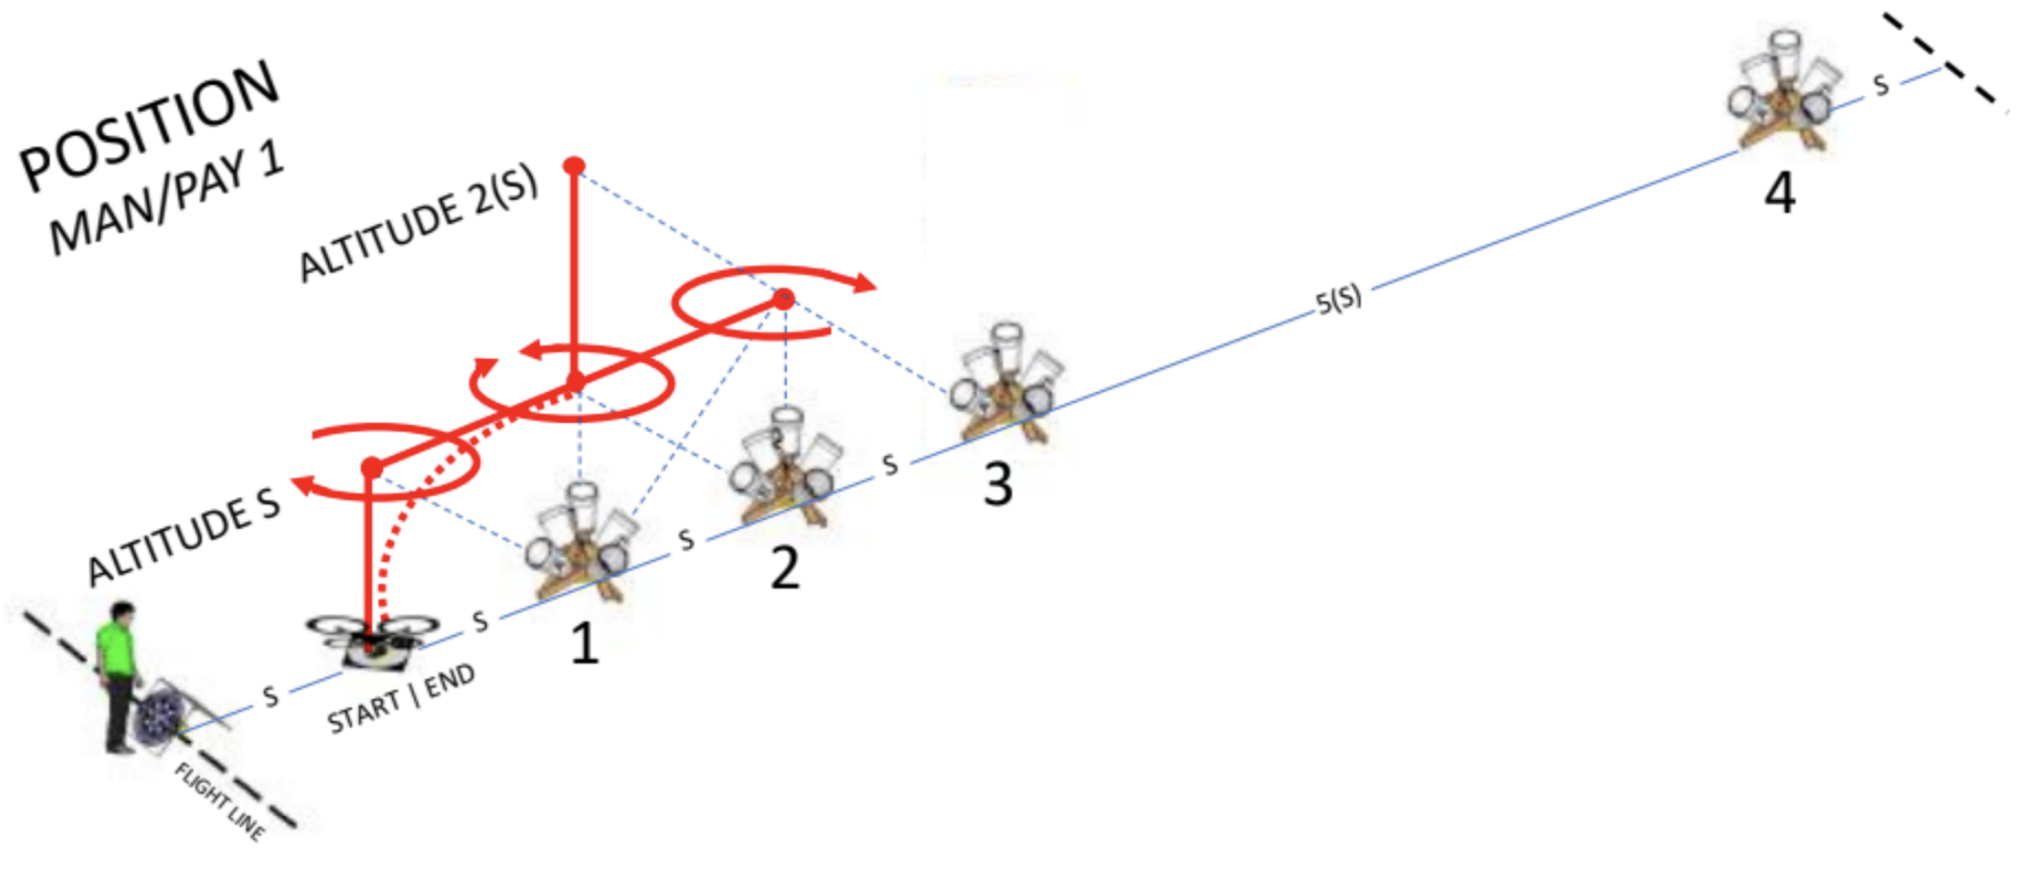 POSITION
MAN/PAY 1
ALTITUDE 2(S)
ALTITUDE S
START | END
FLIGHT LINE
S
S
S
S
5(S)
S
1
2
3
4